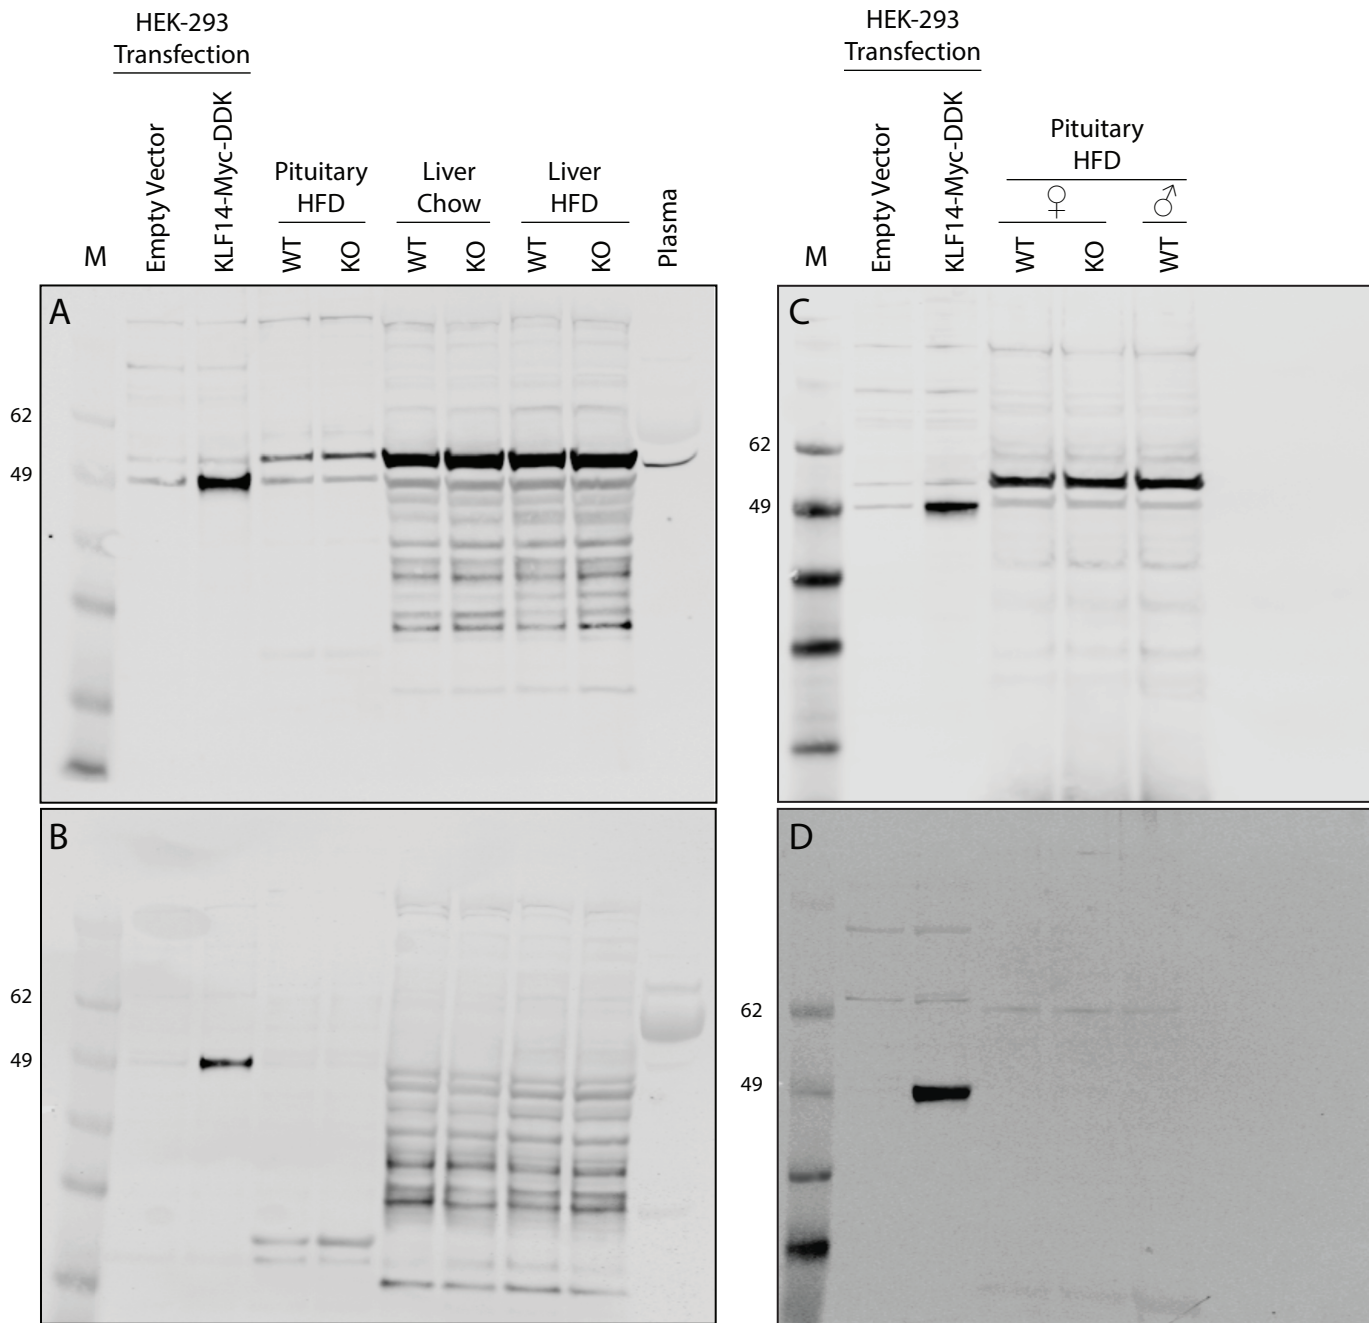 HEK-293
Transfection
Empty Vector
KLF14-Myc-DDK
Pituitary
HFD
Liver
Chow
Liver
HFD
M
WT
KO
WT
KO
WT
KO
Plasma
A
62
49
B
62
49
HEK-293
Transfection
Empty Vector
KLF14-Myc-DDK
Pituitary
HFD
♀ ♂
M
WT
KO
WT
C
62
49
D
62
49